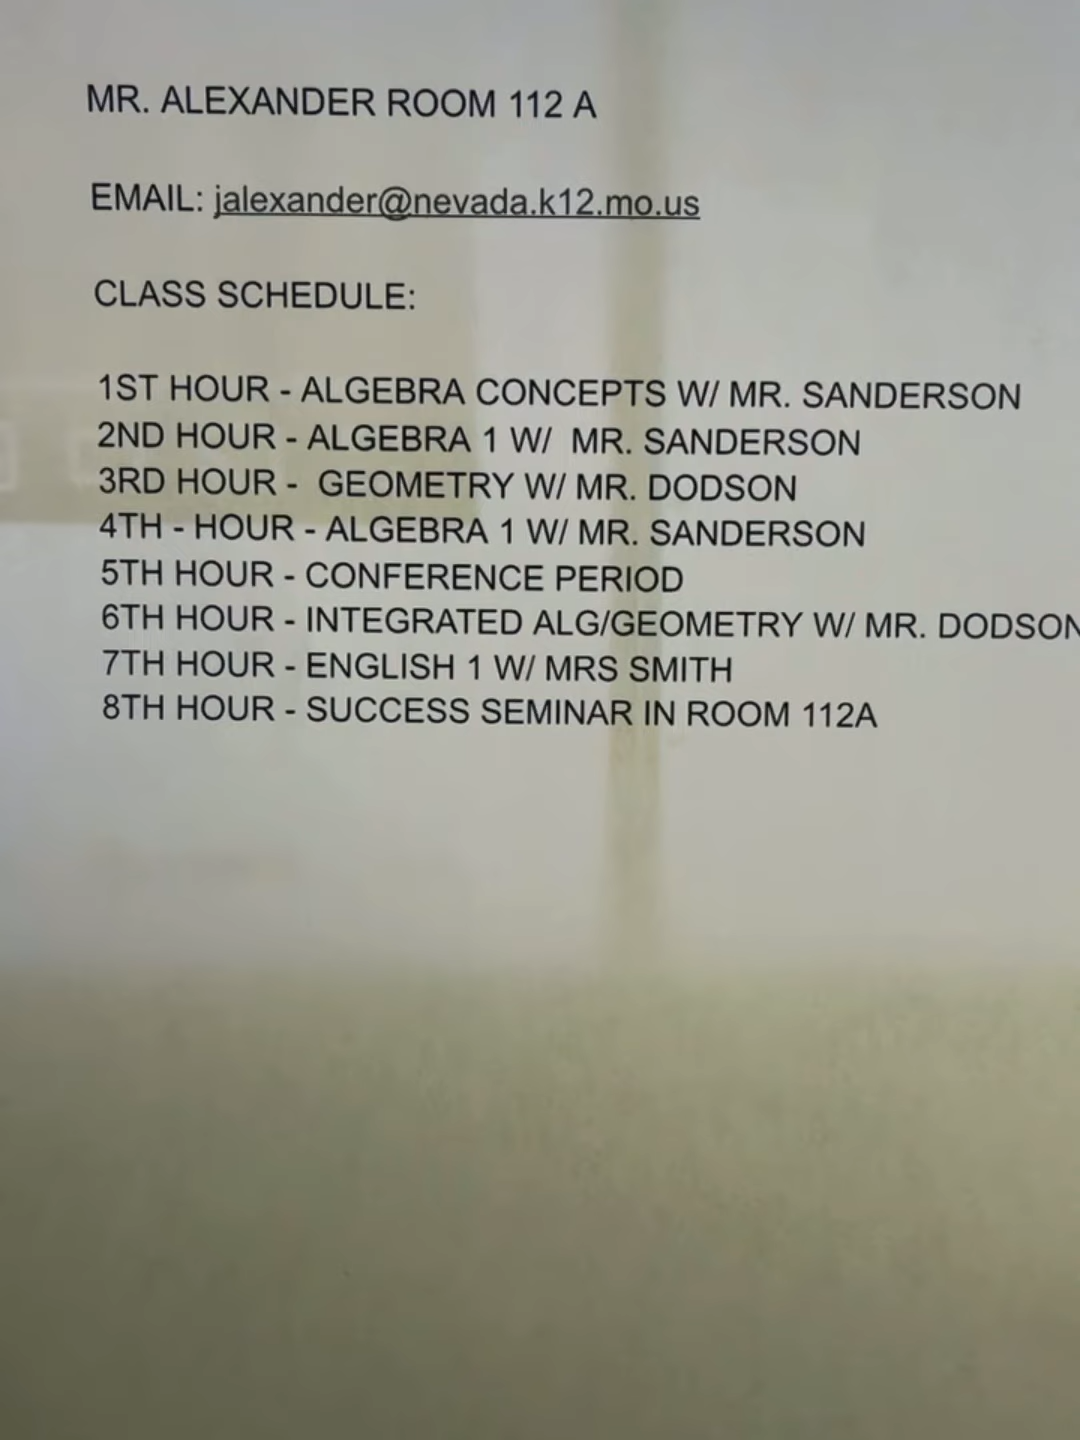 MR. ALEXANDER ROOM 112 A
EMAIL: jalexander@nevada.k12.mo.us
CLASS SCHEDULE:
1ST HOUR - ALGEBRA CONCEPTS W/ MR. SANDERSON
2ND HOUR - ALGEBRA 1 W/ MR. SANDERSON
3RD HOUR - GEOMETRY W/ MR. DODSON
4TH - HOUR - ALGEBRA 1 W/ MR. SANDERSON
5TH HOUR - CONFERENCE PERIOD
6TH HOUR - INTEGRATED ALG/GEOMETRY W/ MR. DODSON
7TH HOUR - ENGLISH 1 W/ MRS SMITH
8TH HOUR - SUCCESS SEMINAR IN ROOM 112A